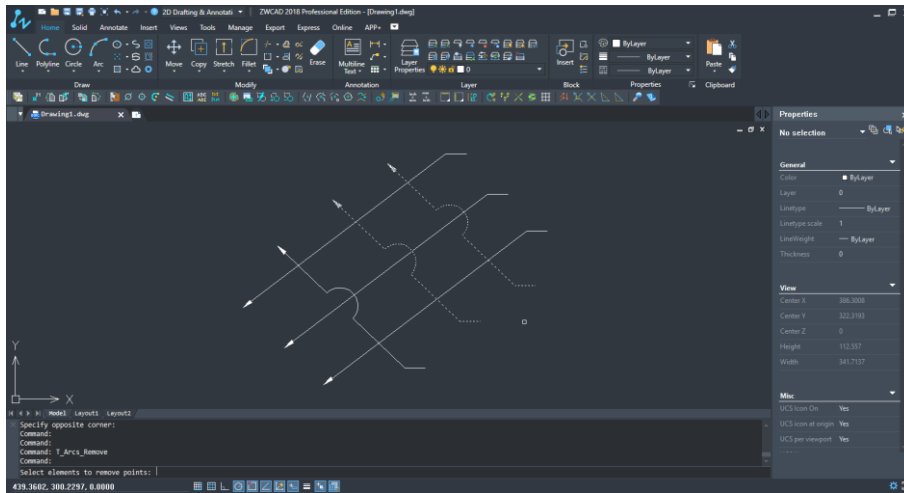 2D Drafting & Annotati ZWCAD 2018 Professional Edition - [Drawing1.dwg]
Home Solid Annotate Insert Views Tools Manage Export Express Online APP+
Line Polyline Circle Arc
Move Copy Stretch Fillet Erase
Multiline Text
Layer Properties
0
Insert
ByLayer
ByLayer
ByLayer
Paste
Draw Modify Annotation Layer Block Properties Clipboard
Drawing1.dwg X
Properties
No selection
General
Color ByLayer
Layer 0
Linetype ByLayer
Linetype scale 1
LineWeight ByLayer
Thickness 0
View
Center X 386.3008
Center Y 322.3193
Center Z 0
Height 112.557
Width 341.7137
Misc
UCS Icon On Yes
UCS icon at origin Yes
UCS per viewport Yes
Y
X
Model Layout1 Layout2
Specify opposite corner:
Command:
Command:
Command: T_Arcs_Remove
Command:
Select elements to remove points:
439.3602, 300.2297, 0.0000